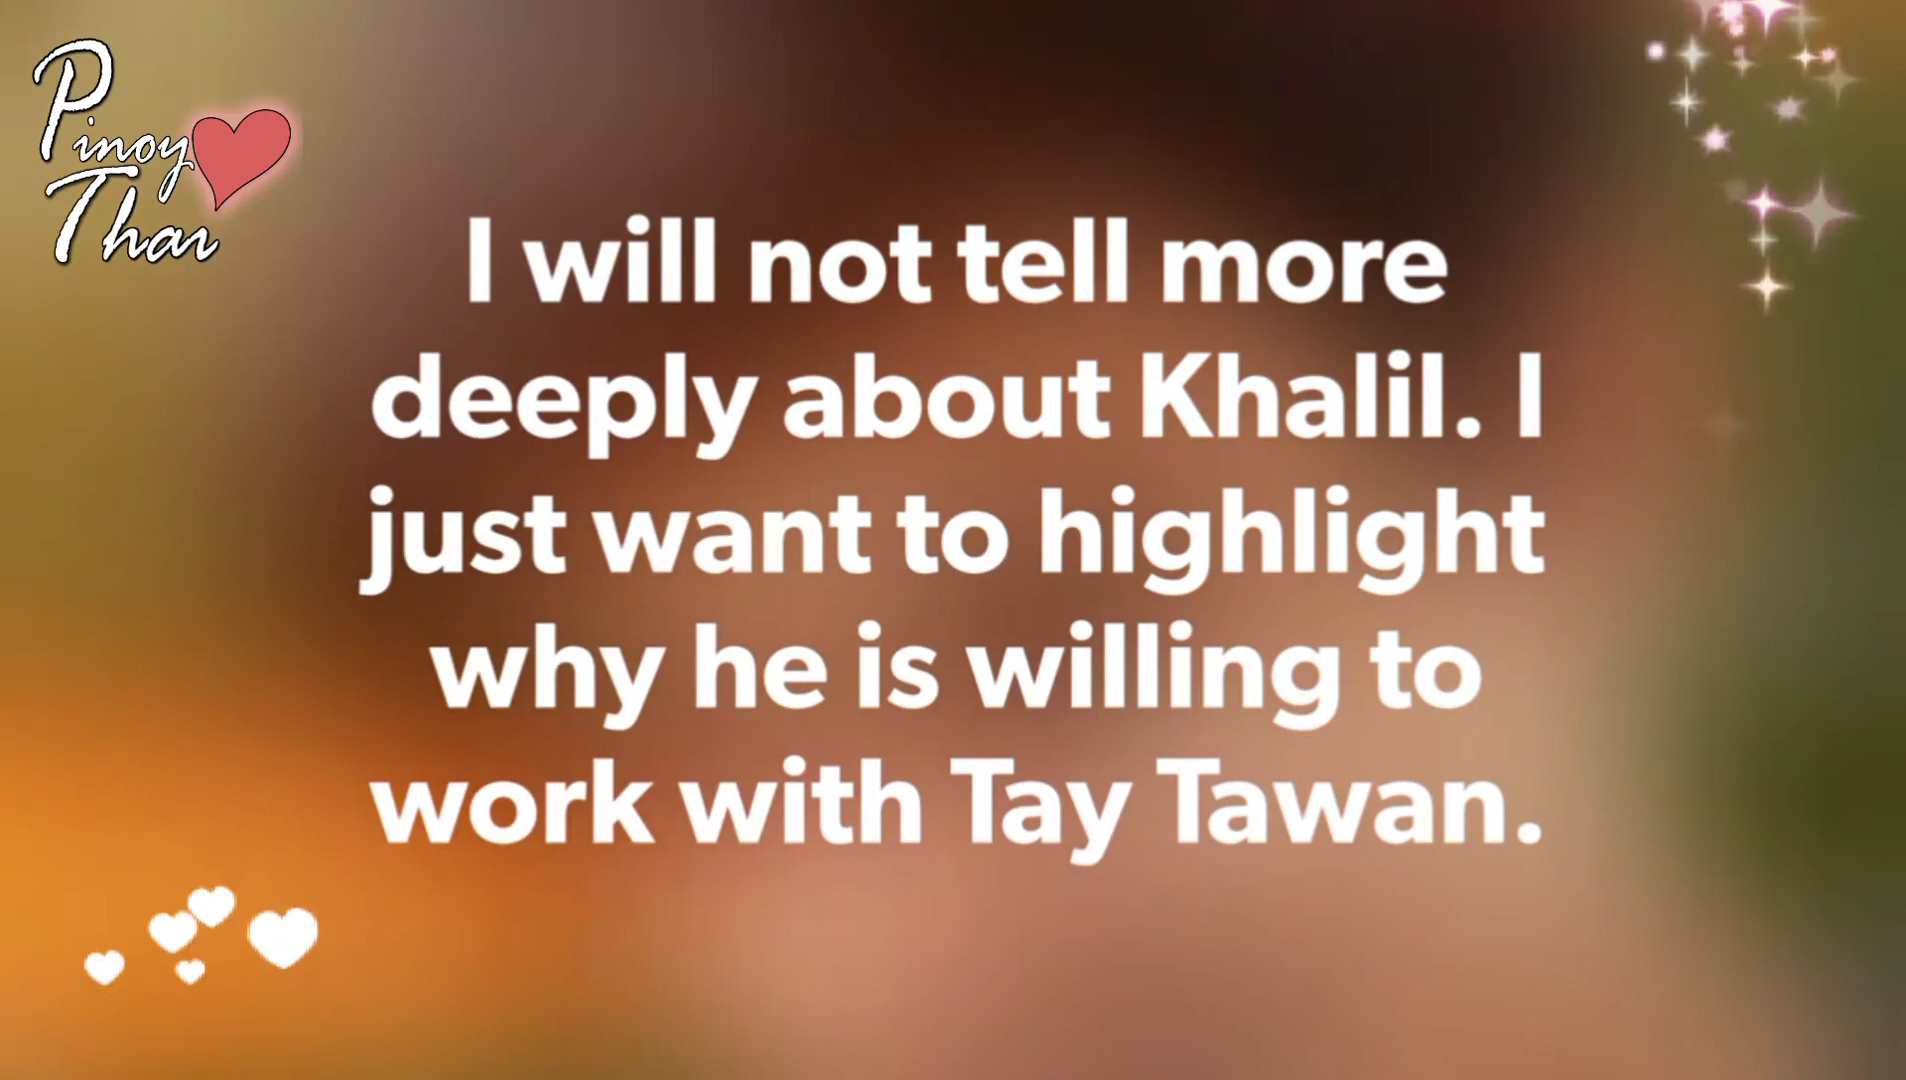 Pinoy
Thai
I will not tell more
deeply about Khalil. I
just want to highlight
why he is willing to
work with Tay Tawan.